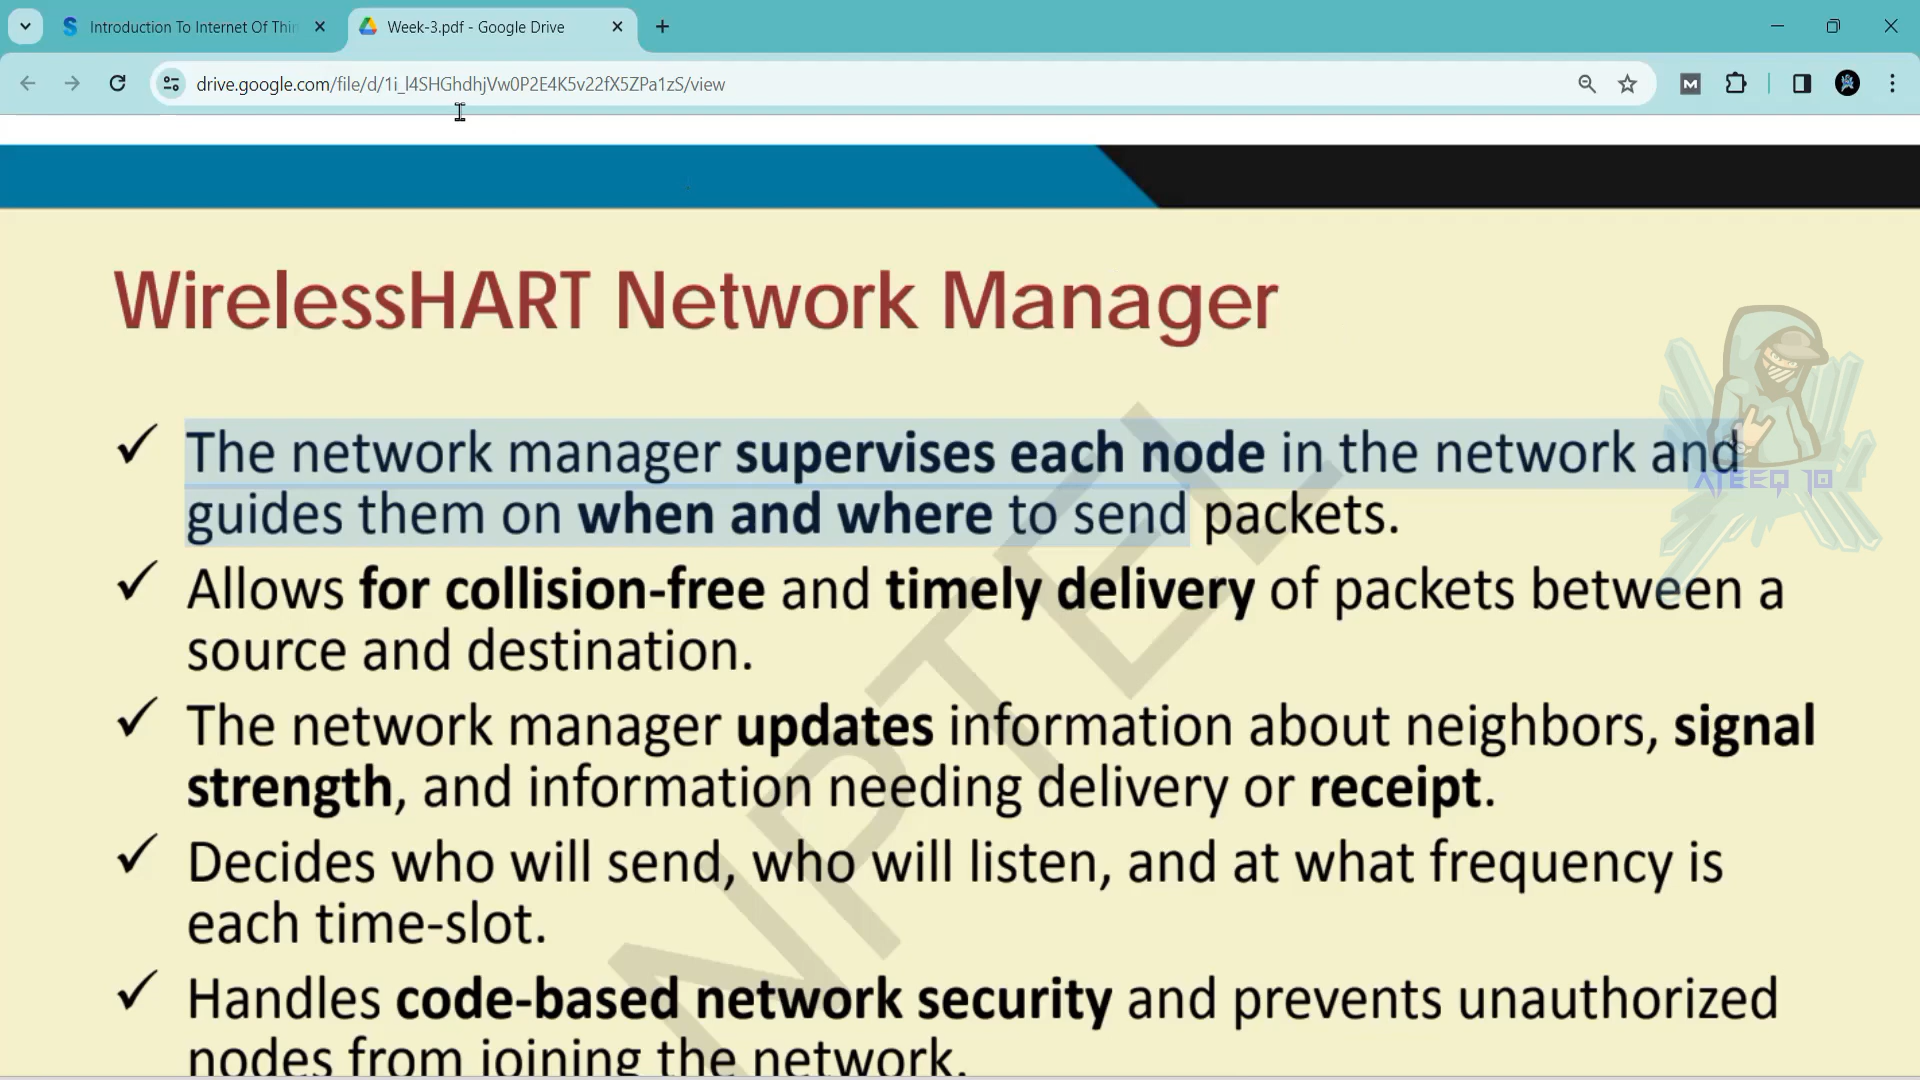 Introduction To Internet Of Thin
Week-3.pdf - Google Drive
drive.google.com/file/d/1i_l4SHGhdhjVw0P2E4K5v22fX5ZPa1zS/view
M
WirelessHART Network Manager
✓ The network manager supervises each node in the network and
guides them on when and where to send packets.
✓ Allows for collision-free and timely delivery of packets between a
source and destination.
✓ The network manager updates information about neighbors, signal
strength, and information needing delivery or receipt.
✓ Decides who will send, who will listen, and at what frequency is
each time-slot.
✓ Handles code-based network security and prevents unauthorized
nodes from joining the network.
NPTEL
ATEEQ 10